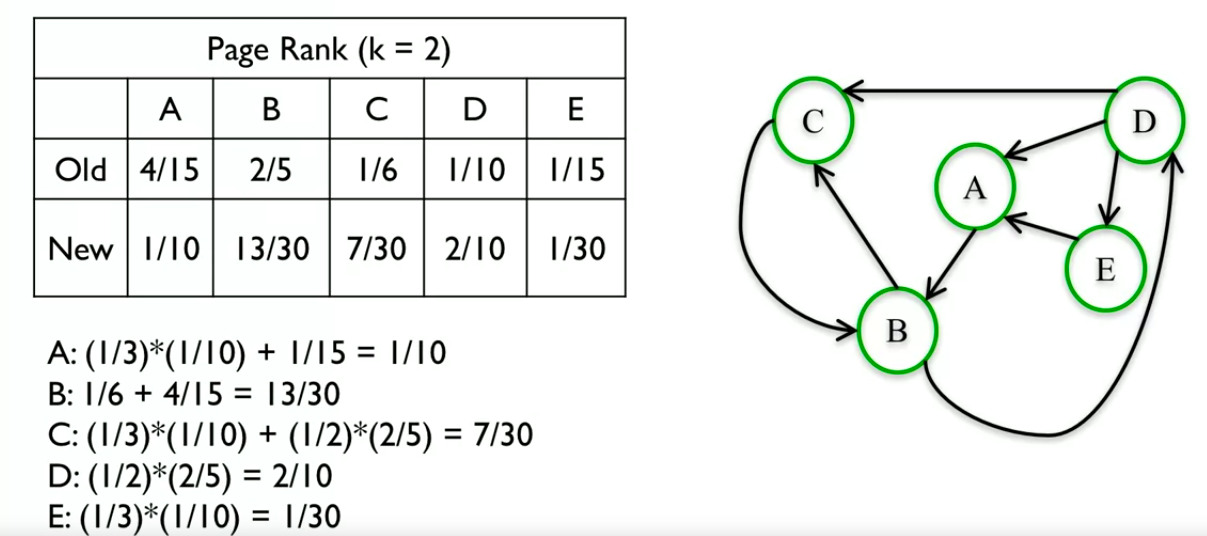 Page Rank (k = 2)
A B C D E
Old 4/15 2/5 1/6 1/10 1/15
New 1/10 13/30 7/30 2/10 1/30
A: (1/3)*(1/10) + 1/15 = 1/10
B: 1/6 + 4/15 = 13/30
C: (1/3)*(1/10) + (1/2)*(2/5) = 7/30
D: (1/2)*(2/5) = 2/10
E: (1/3)*(1/10) = 1/30
C
D
A
E
B